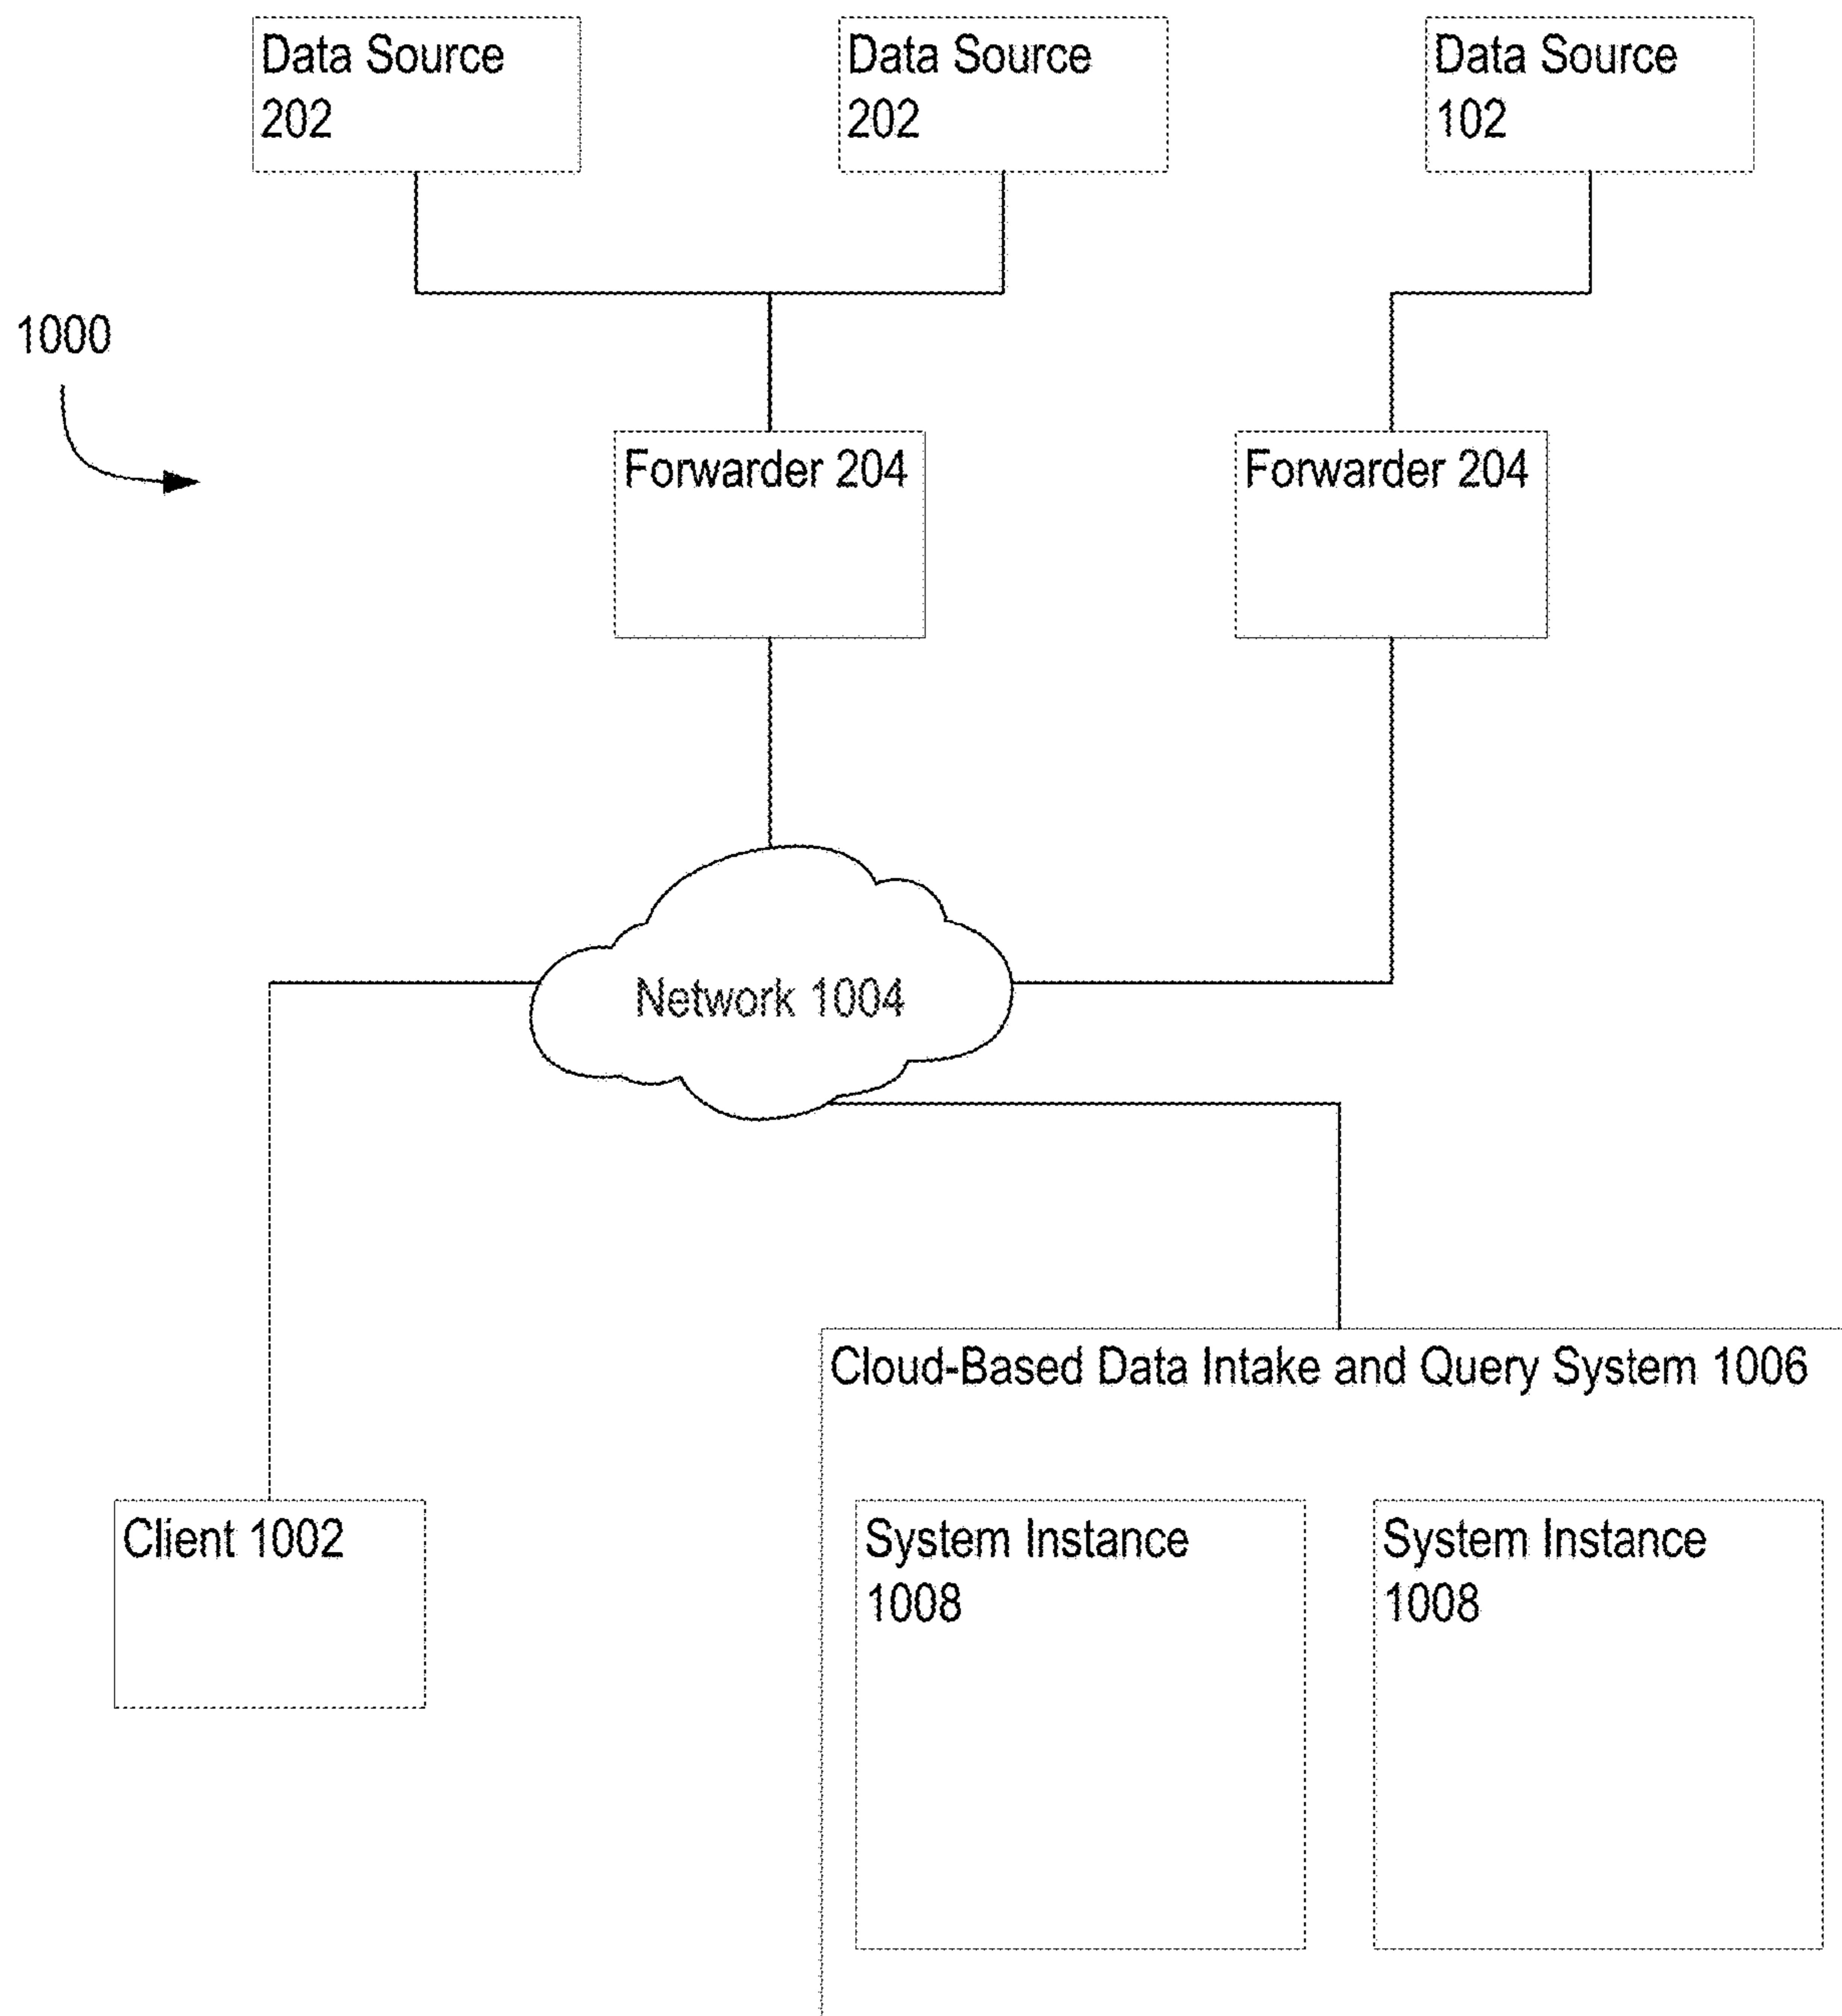 Data Source
202
Data Source
202
Data Source
102
1000
Forwarder 204
Forwarder 204
Network 1004
Cloud-Based Data Intake and Query System 1006
Client 1002
System Instance
1008
System Instance
1008